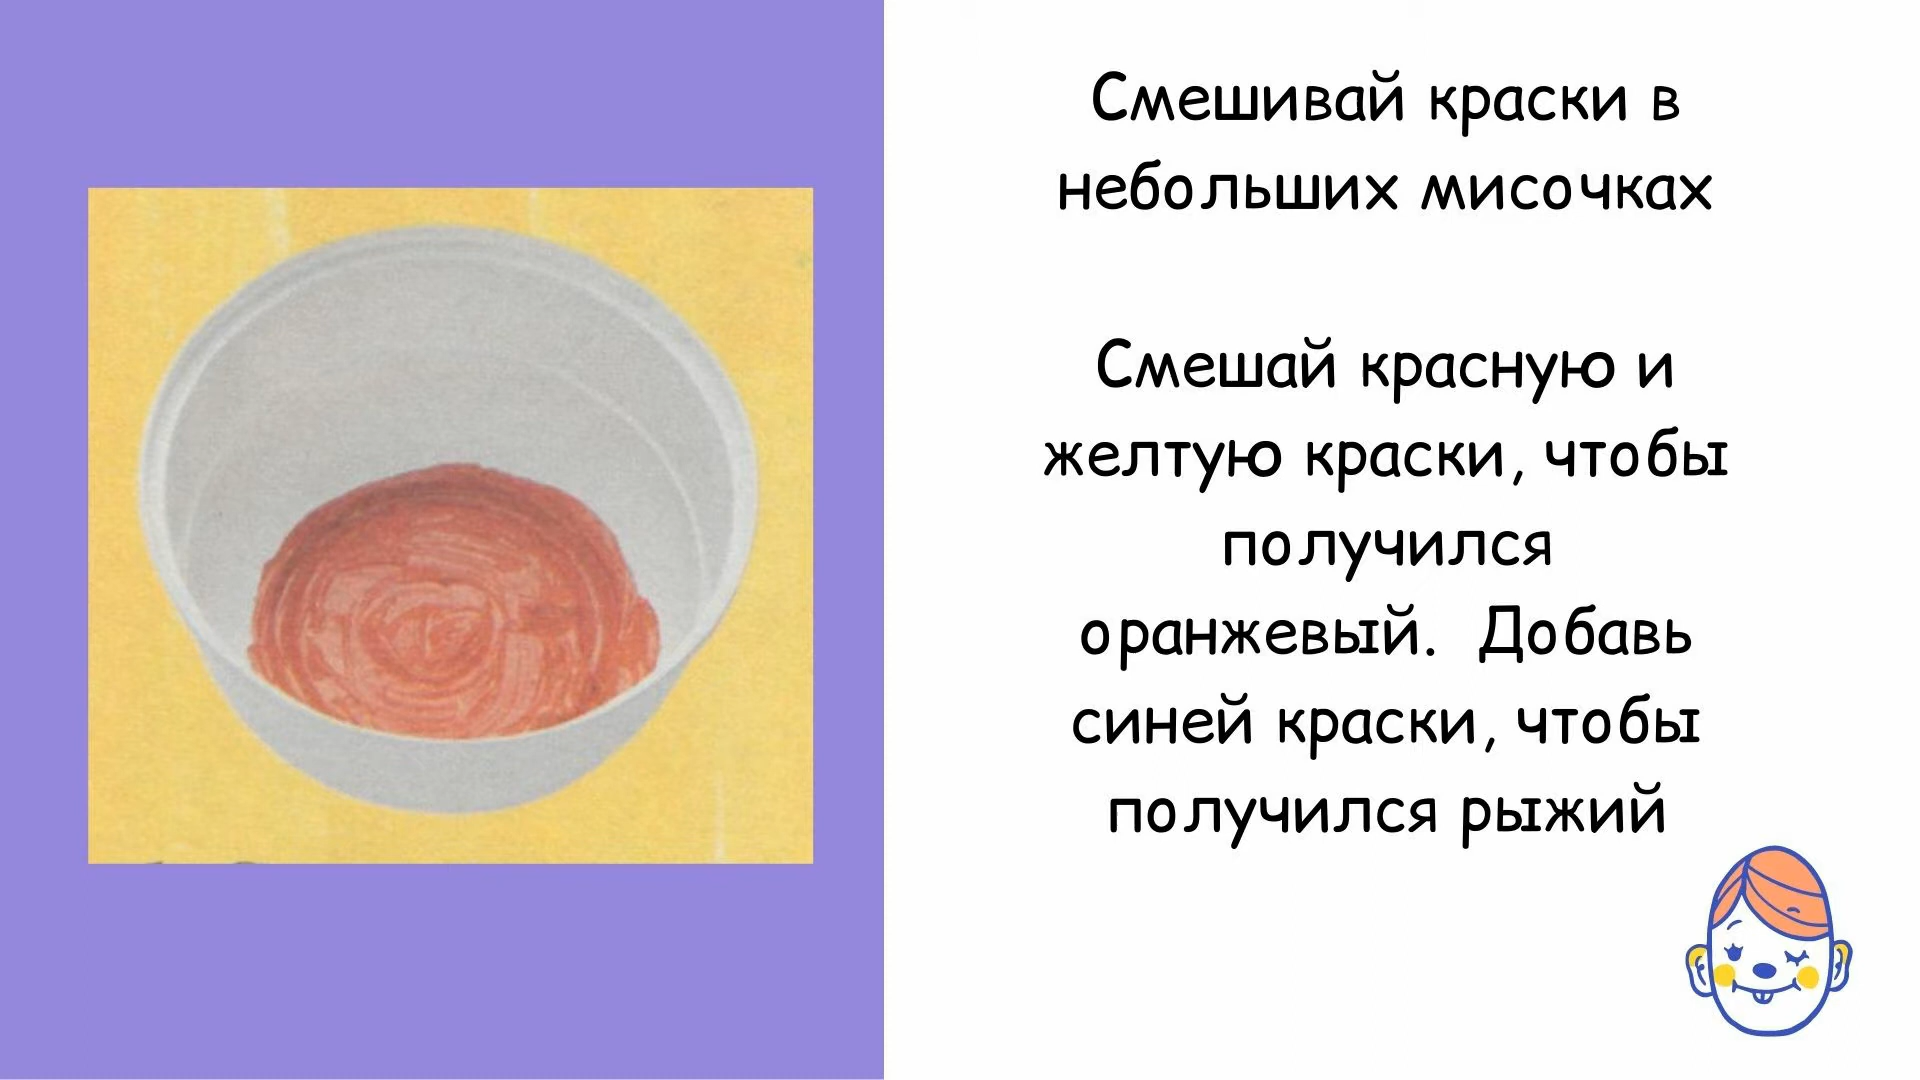 Смешивай краски в
небольших мисочках
Смешай красную и
желтую краски, чтобы
получился
оранжевый. Добавь
синей краски, чтобы
получился рыжий